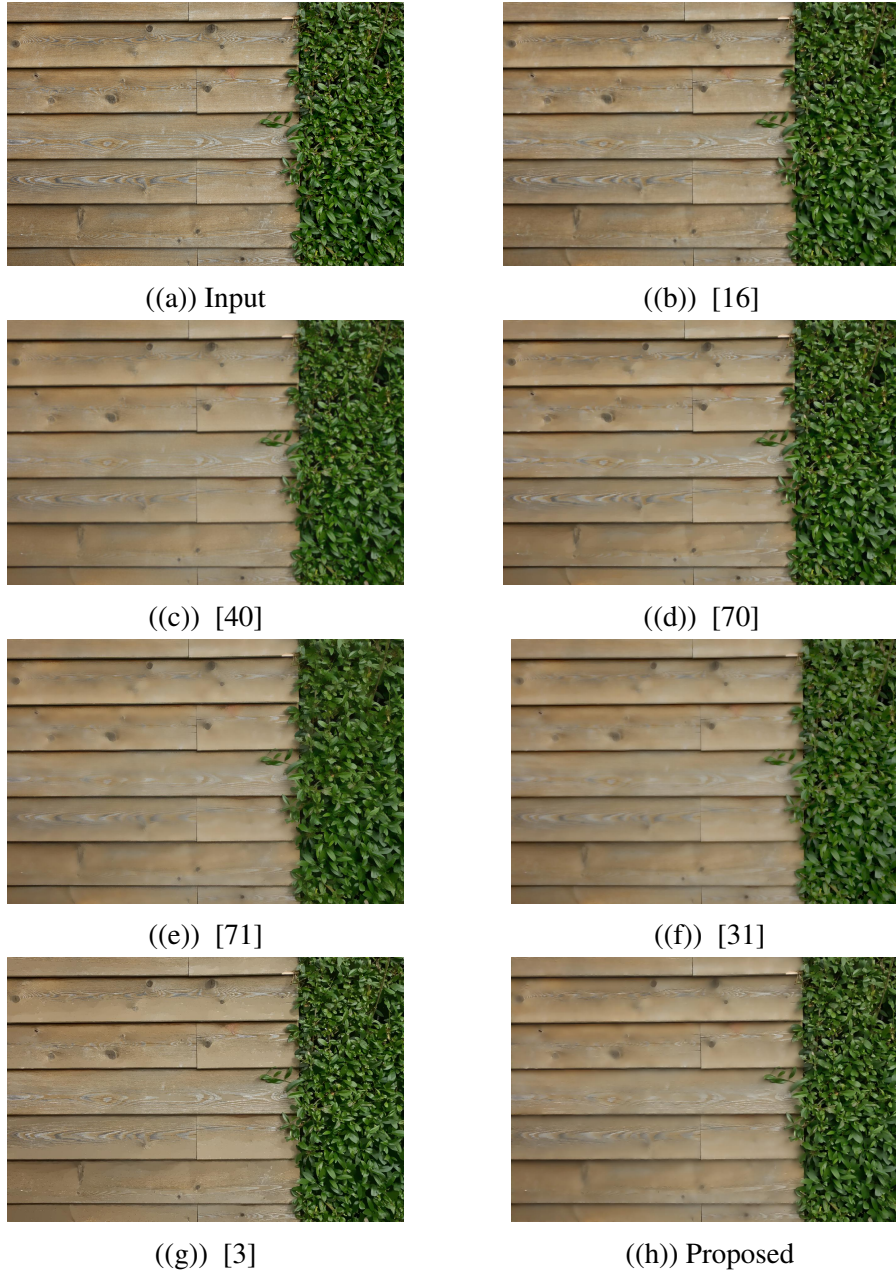 ((a)) Input
((b)) [16]
((c)) [40]
((d)) [70]
((e)) [71]
((f)) [31]
((g)) [3]
((h)) Proposed